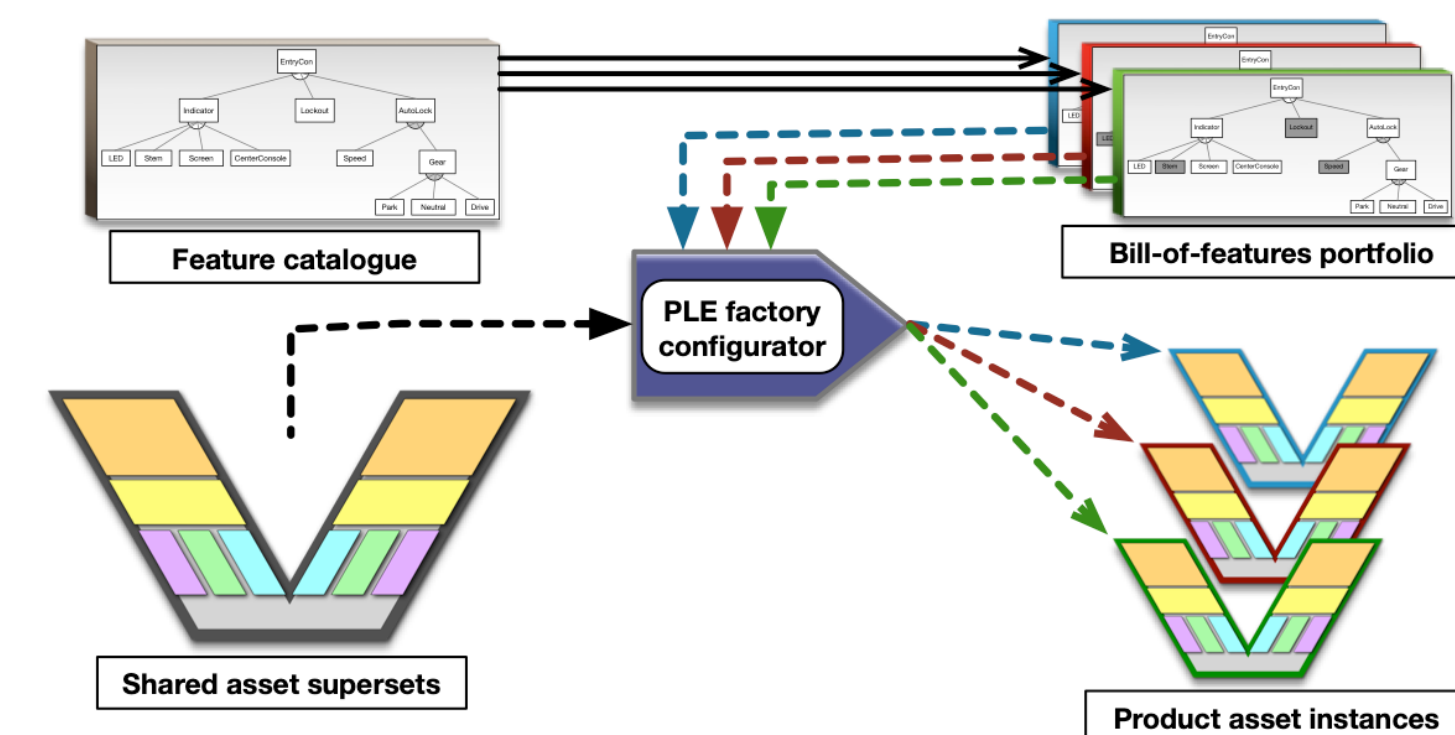 EntryCon
Indicator
Lockout
AutoLock
LED
Stem
Screen
CenterConsole
Speed
Gear
Park
Neutral
Drive
Feature catalogue
EntryCon
EntryCon
EntryCon
LED
Indicator
Lockout
AutoLock
LED
Stem
Screen
CenterConsole
Speed
Gear
Park
Neutral
Drive
Bill-of-features portfolio
PLE factory
configurator
Shared asset supersets
Product asset instances